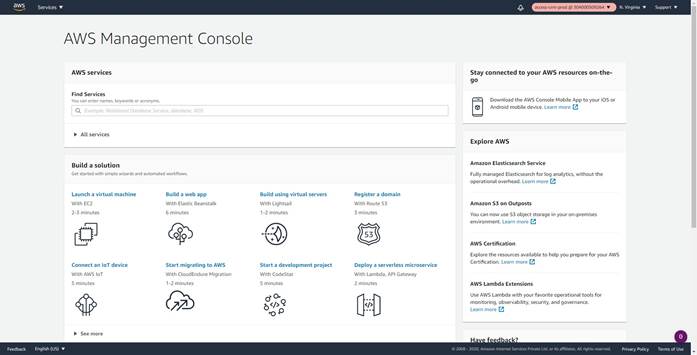 aws
Services
access-iam-prod @ 304000509264
N. Virginia
Support
AWS Management Console
AWS services
Find Services
You can enter names, keywords or acronyms.
Example: Relational Database Service, database, RDS
All services
Build a solution
Get started with simple wizards and automated workflows.
Launch a virtual machine
With EC2
2-3 minutes
Build a web app
With Elastic Beanstalk
6 minutes
Build using virtual servers
With Lightsail
1-2 minutes
Register a domain
With Route 53
3 minutes
53
Connect an IoT device
With AWS IoT
5 minutes
Start migrating to AWS
With CloudEndure Migration
1-2 minutes
Start a development project
With CodeStar
5 minutes
Deploy a serverless microservice
With Lambda, API Gateway
2 minutes
See more
Stay connected to your AWS resources on-the-
go
Download the AWS Console Mobile App to your iOS or
Android mobile device. Learn more
Explore AWS
Amazon Elasticsearch Service
Fully managed Elasticsearch for log analytics, without the
operational overhead. Learn more
Amazon S3 on Outposts
You can now use S3 object storage in your on-premises
environment. Learn more
AWS Certification
Explore the resources available to help you prepare for your AWS
Certification. Learn more
AWS Lambda Extensions
Use AWS Lambda with your favorite operational tools for
monitoring, observability, security, and governance.
Learn more
Have feedback?
Feedback
English (US)
© 2008 - 2020, Amazon Internet Services Private Ltd. or its affiliates. All rights reserved.
Privacy Policy
Terms of Use